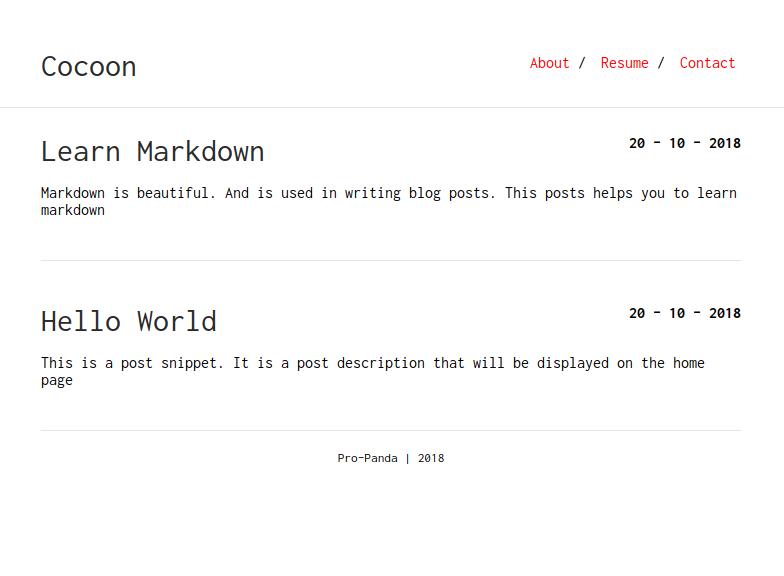 Cocoon
About / Resume / Contact
Learn Markdown
20 - 10 - 2018
Markdown is beautiful. And is used in writing blog posts. This posts helps you to learn
markdown
Hello World
20 - 10 - 2018
This is a post snippet. It is a post description that will be displayed on the home
page
Pro-Panda | 2018